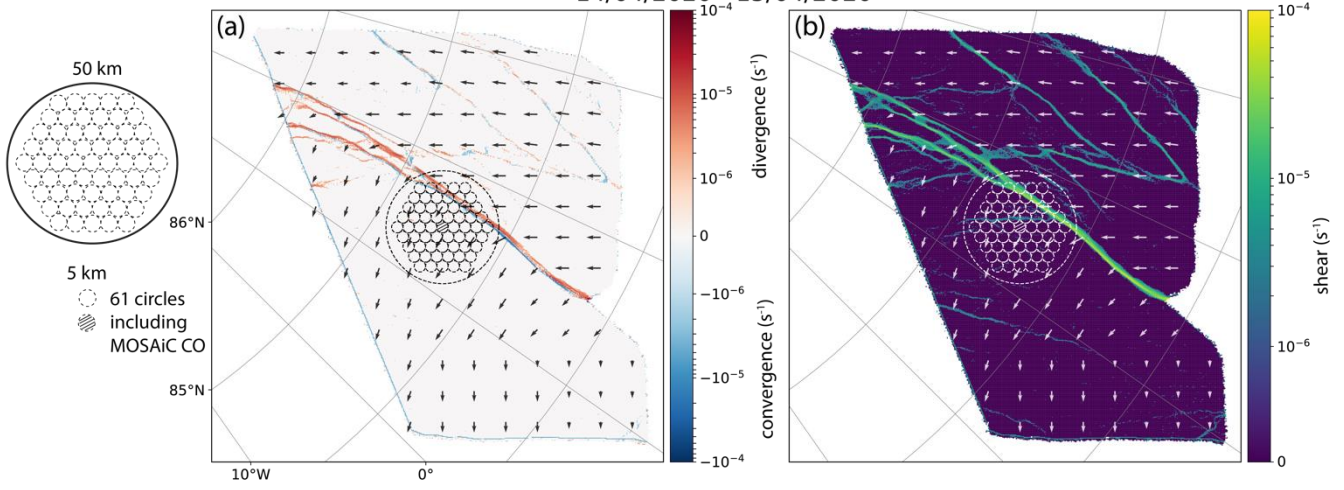 (a)
(b)
50 km
5 km
61 circles
including
MOSAiC CO
86°N
85°N
10°W
0°
10⁻⁴
10⁻⁵
10⁻⁶
0
−10⁻⁶
−10⁻⁵
−10⁻⁴
divergence (s⁻¹)
convergence (s⁻¹)
10⁻⁴
10⁻⁵
10⁻⁶
0
shear (s⁻¹)